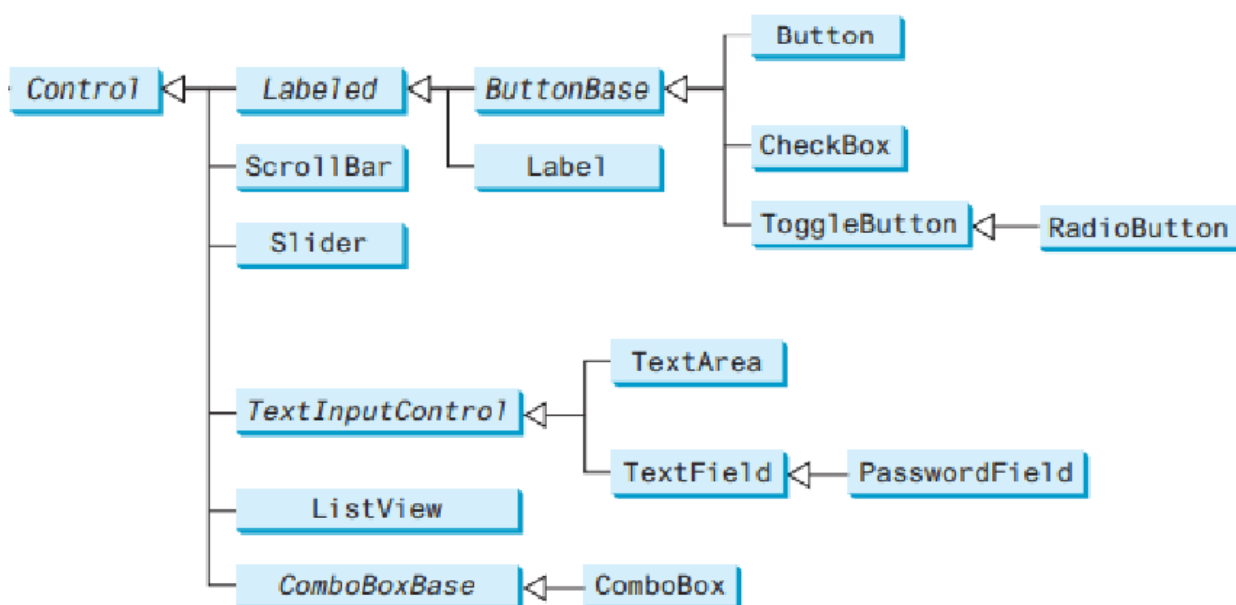 Button
Control
Labeled
ButtonBase
ScrollBar
Label
CheckBox
Slider
ToggleButton
RadioButton
TextArea
TextInputControl
TextField
PasswordField
ListView
ComboBoxBase
ComboBox